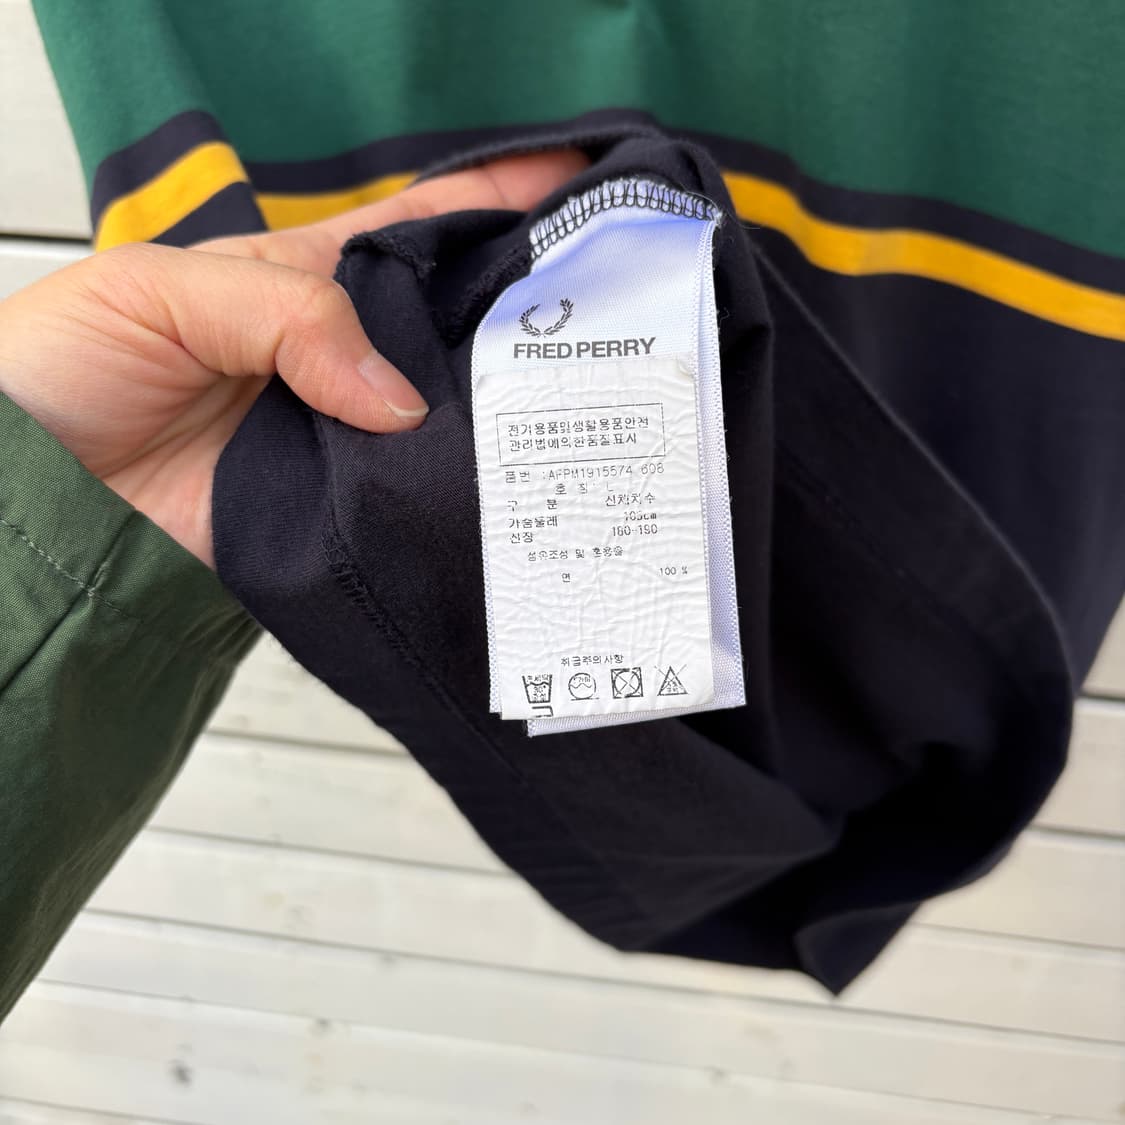 FRED PERRY
전기용품및생활용품안전
관리법에의한품질표시
품번 :AFPM1915574 608
호 칭 : L
구 분 신체치수
가슴둘레 105cm
신장 180-190
섬유조성 및 혼용율
면 100 %
취급주의사항